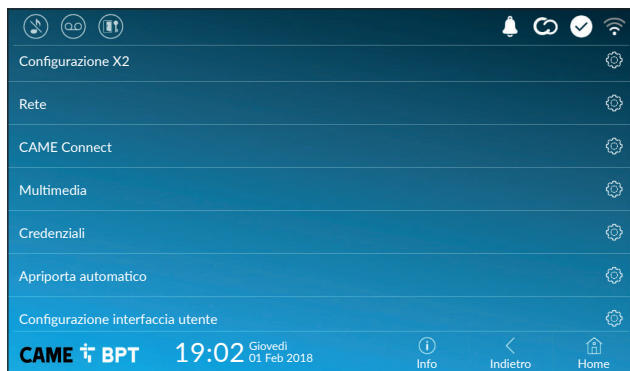 Configurazione X2
Rete
CAME Connect
Multimedia
Credenziali
Apriporta automatico
Configurazione interfaccia utente
CAME BPT
19:02
Giovedì
01 Feb 2018
Info
Indietro
Home